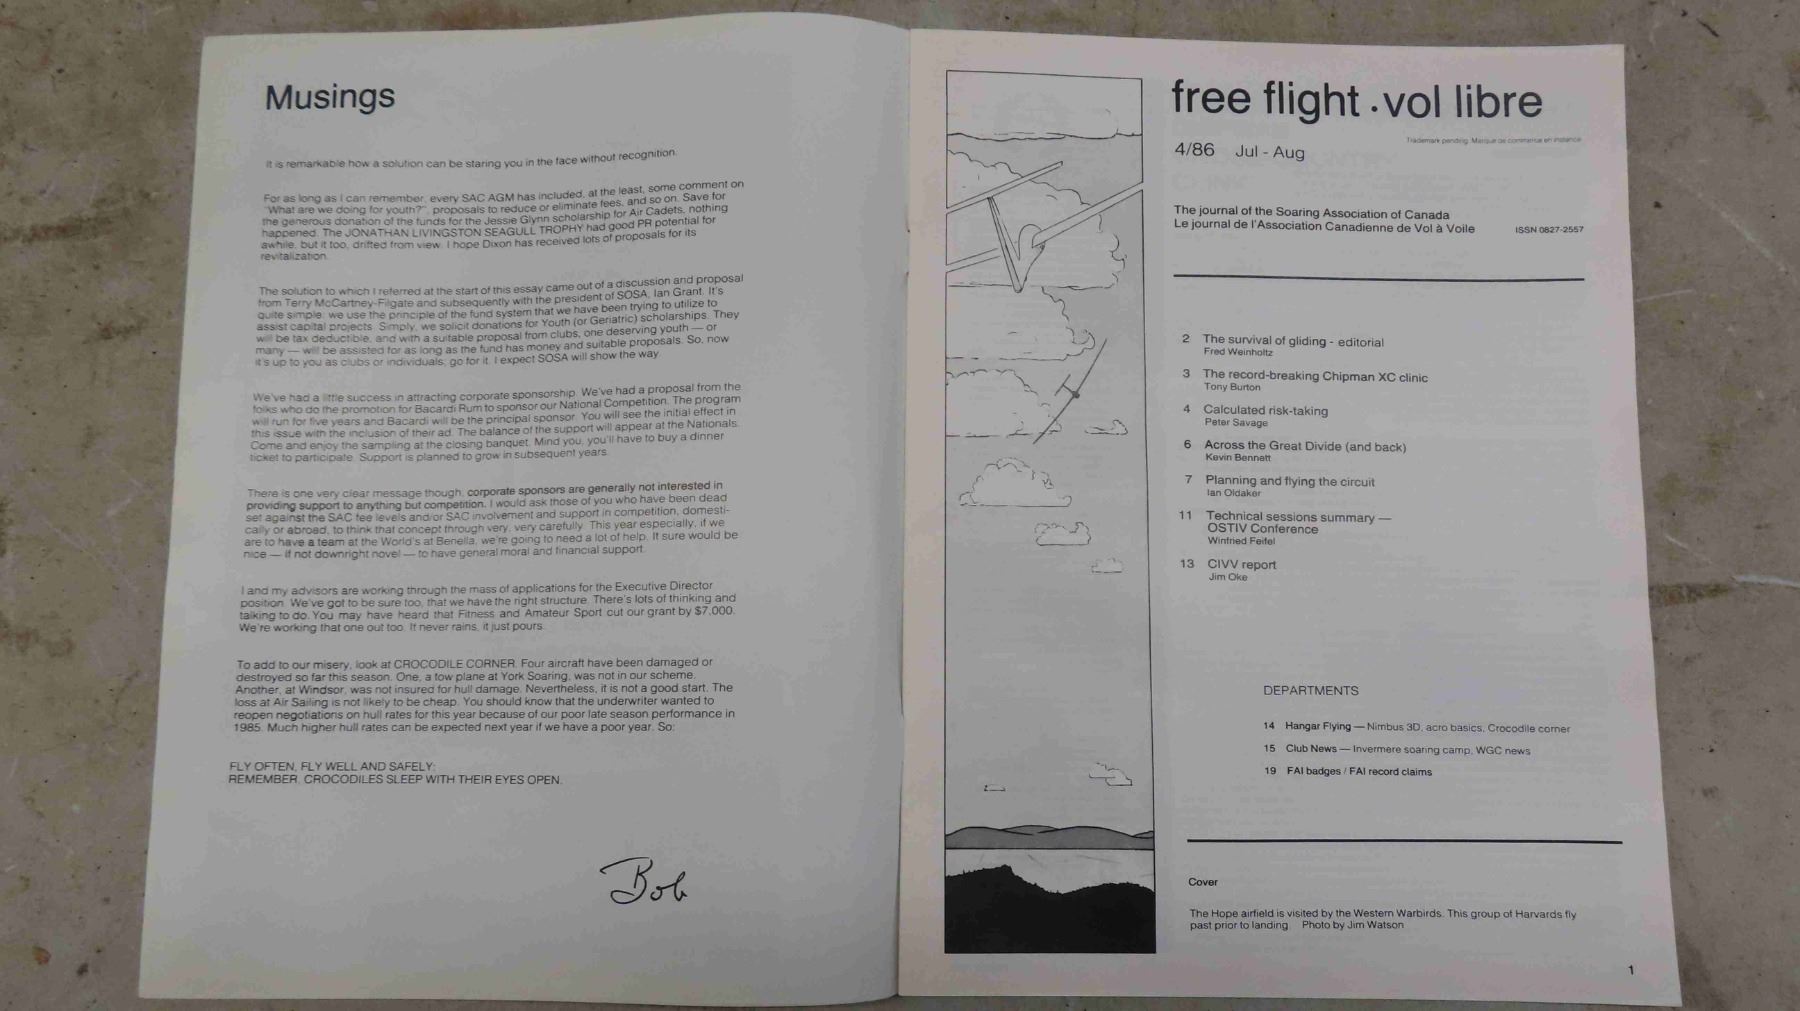 Musings
It is remarkable how a solution can be staring you in the face without recognition.
For as long as I can remember, every SAC AGM has included, at the least, some comment on
"What are we doing for youth?", proposals to reduce or eliminate fees, and so on. Save for
the generous donation of the funds for the Jessie Glynn scholarship for Air Cadets, nothing
happened. The JONATHAN LIVINGSTON SEAGULL TROPHY had good PR potential for
awhile, but it too, drifted from view. I hope Dixon has received lots of proposals for its
revitalization.
The solution to which I referred at the start of this essay came out of a discussion and proposal
from Terry McCartney-Filgate and subsequently with the president of SOSA, Ian Grant. It's
quite simple: we use the principle of the fund system that we have been trying to utilize to
assist capital projects. Simply, we solicit donations for Youth (or Geriatric) scholarships. They
will be tax deductible, and with a suitable proposal from clubs, one deserving youth — or
many — will be assisted for as long as the fund has money and suitable proposals. So, now
it's up to you as clubs or individuals; go for it. I expect SOSA will show the way.
We've had a little success in attracting corporate sponsorship. We've had a proposal from the
folks who do the promotion for Bacardi Rum to sponsor our National Competition. The program
will run for five years and Bacardi will be the principal sponsor. You will see the initial effect in
this issue with the inclusion of their ad. The balance of the support will appear at the Nationals.
Come and enjoy the sampling at the closing banquet. Mind you, you'll have to buy a dinner
ticket to participate. Support is planned to grow in subsequent years.
There is one very clear message though, corporate sponsors are generally not interested in
providing support to anything but competition. I would ask those of you who have been dead
set against the SAC fee levels and/or SAC involvement and support in competition, domesti-
cally or abroad, to think that concept through very, very carefully. This year especially, if we
are to have a team at the World's at Benella, we're going to need a lot of help. It sure would be
nice — if not downright novel — to have general moral and financial support.
I and my advisors are working through the mass of applications for the Executive Director
position. We've got to be sure too, that we have the right structure. There's lots of thinking and
talking to do. You may have heard that Fitness and Amateur Sport cut our grant by $7,000.
We're working that one out too. It never rains, it just pours.
To add to our misery, look at CROCODILE CORNER. Four aircraft have been damaged or
destroyed so far this season. One, a tow plane at York Soaring, was not in our scheme.
Another, at Windsor, was not insured for hull damage. Nevertheless, it is not a good start. The
loss at Air Sailing is not likely to be cheap. You should know that the underwriter wanted to
reopen negotiations on hull rates for this year because of our poor late season performance in
1985. Much higher hull rates can be expected next year if we have a poor year. So:
FLY OFTEN, FLY WELL AND SAFELY:
REMEMBER, CROCODILES SLEEP WITH THEIR EYES OPEN.
Bob
free flight · vol libre
Trademark pending Marque de commerce en instance
4/86 Jul - Aug
The journal of the Soaring Association of Canada
Le journal de l'Association Canadienne de Vol à Voile ISSN 0827-2557
2 The survival of gliding - editorial
Fred Weinholtz
3 The record-breaking Chipman XC clinic
Tony Burton
4 Calculated risk-taking
Peter Savage
6 Across the Great Divide (and back)
Kevin Bennett
7 Planning and flying the circuit
Ian Oldaker
11 Technical sessions summary —
OSTIV Conference
Winfried Feifel
13 CIVV report
Jim Oke
DEPARTMENTS
14 Hangar Flying — Nimbus 3D, acro basics, Crocodile corner
15 Club News — Invermere soaring camp, WGC news
19 FAI badges / FAI record claims
Cover
The Hope airfield is visited by the Western Warbirds. This group of Harvards fly
past prior to landing. Photo by Jim Watson
1